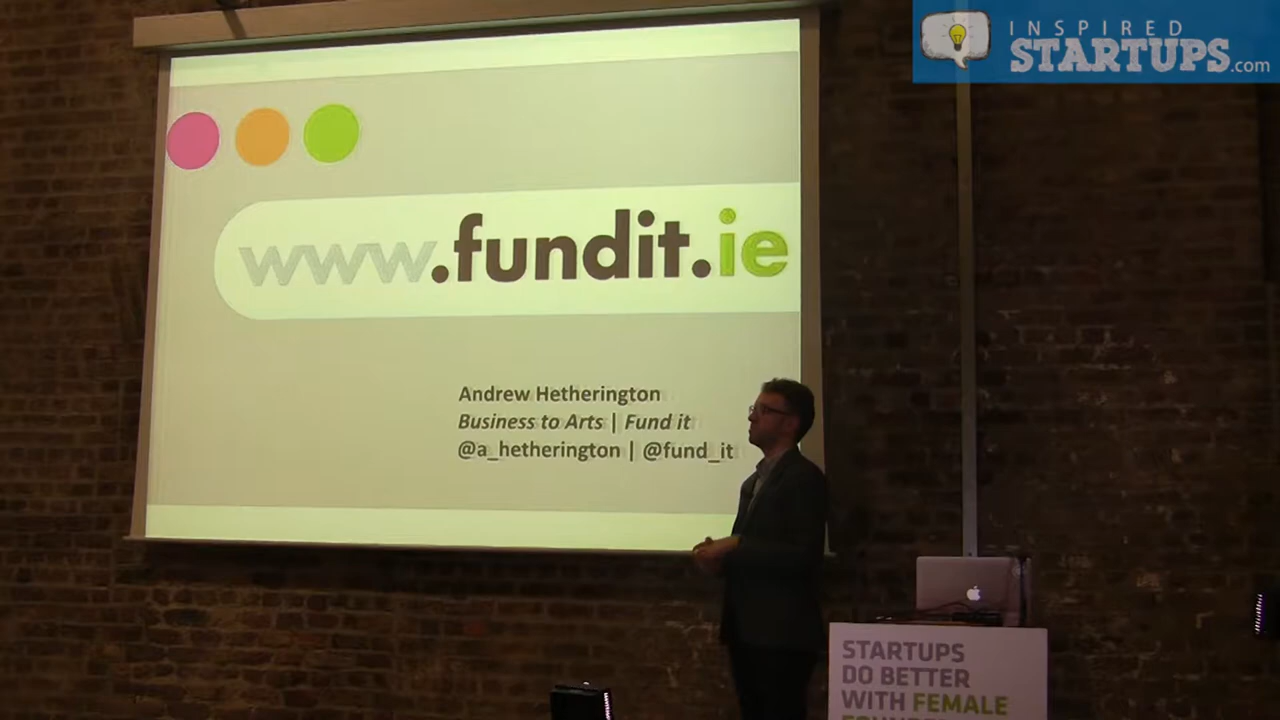 INSPIRED
STARTUPS.com
www.fundit.ie
Andrew Hetherington
Business to Arts | Fund it
@a_hetherington | @fund_it
STARTUPS
DO BETTER
WITH FEMALE